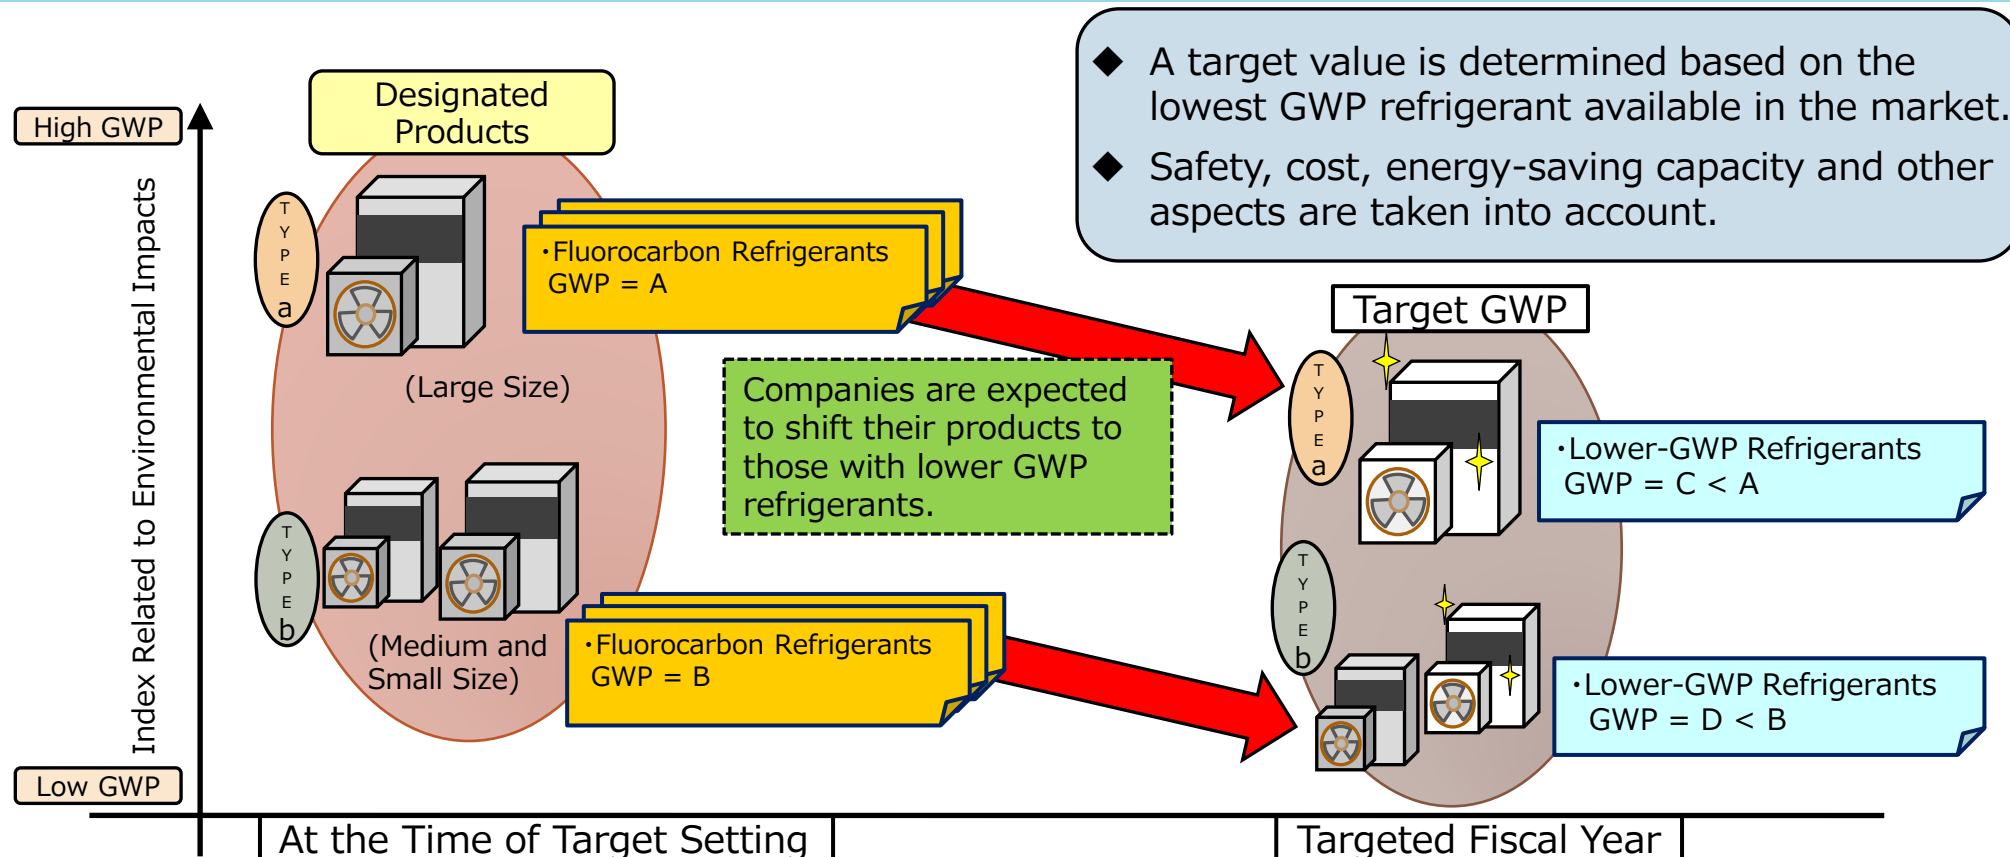 ◆ A target value is determined based on the
lowest GWP refrigerant available in the market.
◆ Safety, cost, energy-saving capacity and other
aspects are taken into account.
High GWP
Index Related to Environmental Impacts
Low GWP
Designated
Products
TYPE
a
(Large Size)
・Fluorocarbon Refrigerants
GWP = A
TYPE
b
(Medium and
Small Size)
・Fluorocarbon Refrigerants
GWP = B
Companies are expected
to shift their products to
those with lower GWP
refrigerants.
Target GWP
TYPE
a
・Lower-GWP Refrigerants
GWP = C < A
TYPE
b
・Lower-GWP Refrigerants
GWP = D < B
At the Time of Target Setting
Targeted Fiscal Year